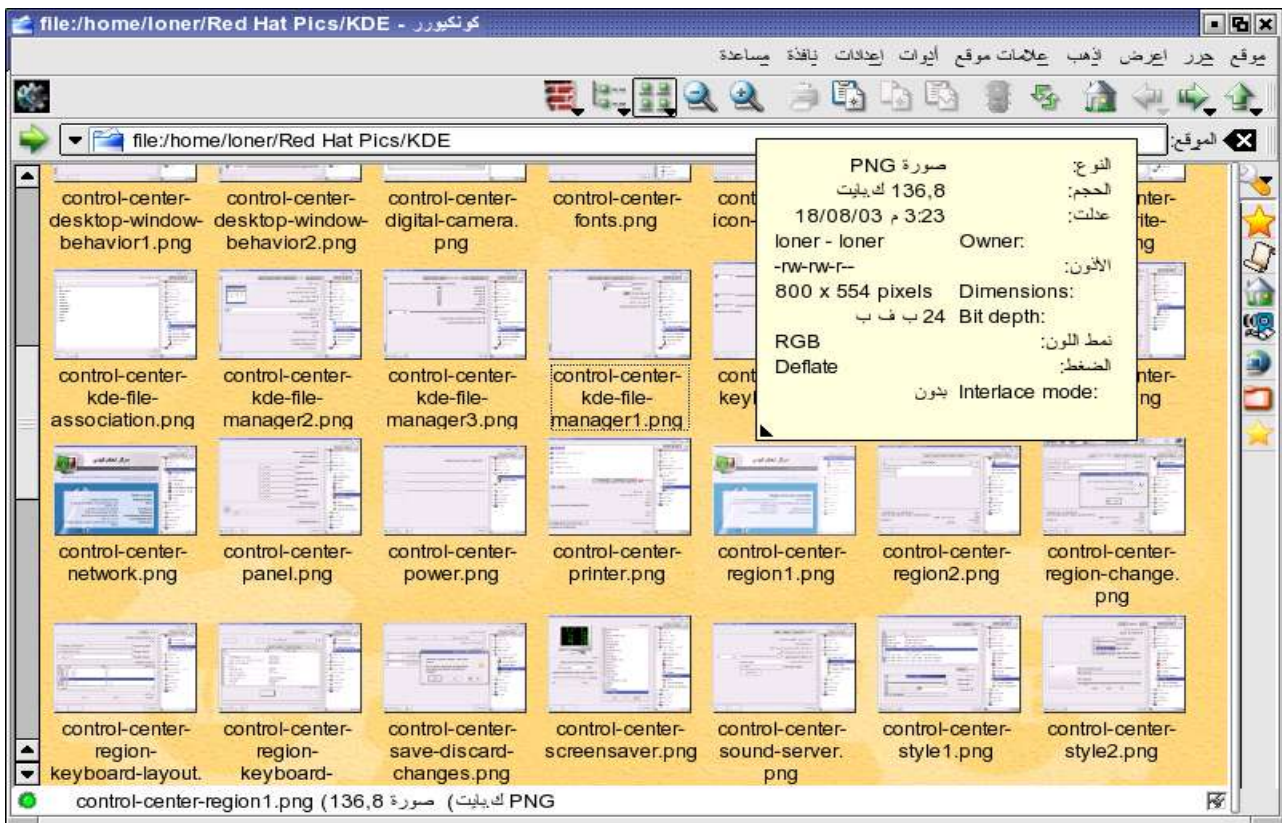 file:/home/loner/Red Hat Pics/KDE - كونكيورر
موقع حرر اعرض اذهب علامات موقع أدوات إعدادات نافذة مساعدة
الموقع: file:/home/loner/Red Hat Pics/KDE
control-center-desktop-window-behavior1.png
control-center-desktop-window-behavior2.png
control-center-digital-camera.png
control-center-fonts.png
النوع: صورة PNG
الحجم: 136,8 ك.بايت
عدلت: 18/08/03 3:23 م
Owner: loner - loner
الأذون: -rw-rw-r--
Dimensions: 800 x 554 pixels
Bit depth: 24 ب ف ب
نمط اللون: RGB
الضغط: Deflate
Interlace mode: بدون
control-center-kde-file-association.png
control-center-kde-file-manager2.png
control-center-kde-file-manager3.png
control-center-kde-file-manager1.png
control-center-network.png
control-center-panel.png
control-center-power.png
control-center-printer.png
control-center-region1.png
control-center-region2.png
control-center-region-change.png
control-center-region-keyboard-layout.
control-center-region-keyboard-
control-center-save-discard-changes.png
control-center-screensaver.png
control-center-sound-server.png
control-center-style1.png
control-center-style2.png
control-center-region1.png (136,8 ك.بايت) صورة PNG